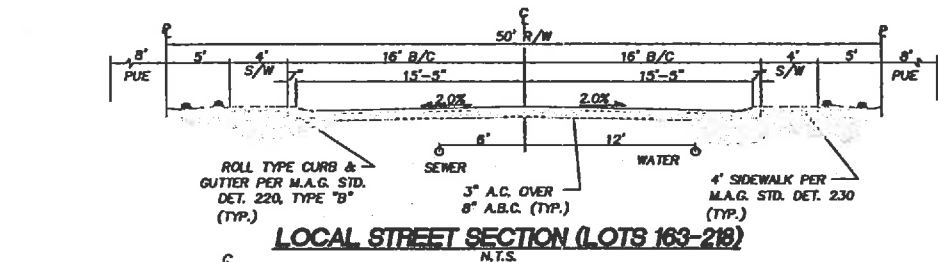 ℄
℄ ℄
50' R/W
8' 5' 4' 16' B/C 16' B/C 4' 5' 8'
PUE S/W S/W PUE
7" 15'-5" 15'-5" 7"
2.0% 2.0%
6' 12'
SEWER WATER
ROLL TYPE CURB &
GUTTER PER M.A.G. STD.
DET. 220, TYPE "B"
(TYP.)
3" A.C. OVER
8" A.B.C. (TYP.)
4' SIDEWALK PER
M.A.G. STD. DET. 230
(TYP.)
LOCAL STREET SECTION (LOTS 163-218)
N.T.S.
C